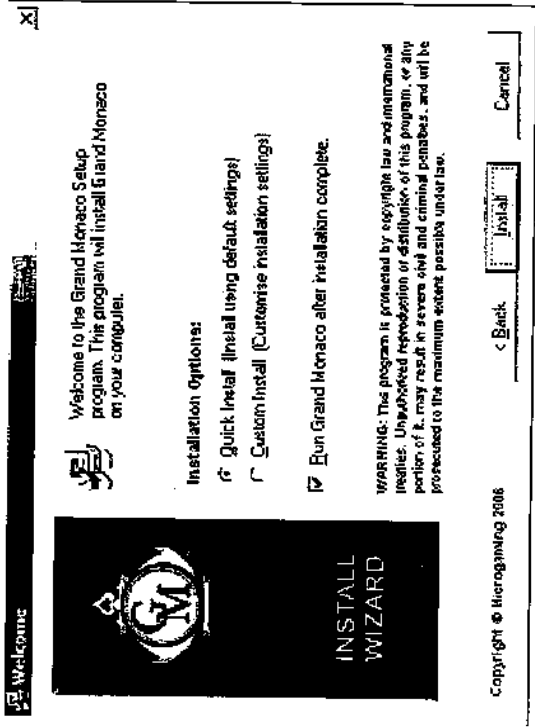 Welcome
Welcome to the Grand Monaco Setup
program. This program will install Grand Monaco
on your computer.
Installation Options:
Quick Install (Install using default settings)
Custom Install (Customise installation settings)
Run Grand Monaco after installation complete.
WARNING: This program is protected by copyright law and international
treaties. Unauthorized reproduction or distribution of this program, or any
portion of it, may result in severe civil and criminal penalties, and will be
prosecuted to the maximum extent possible under law.
GM
INSTALL
WIZARD
Copyright © Microgaming 2006
< Back
Install
Cancel